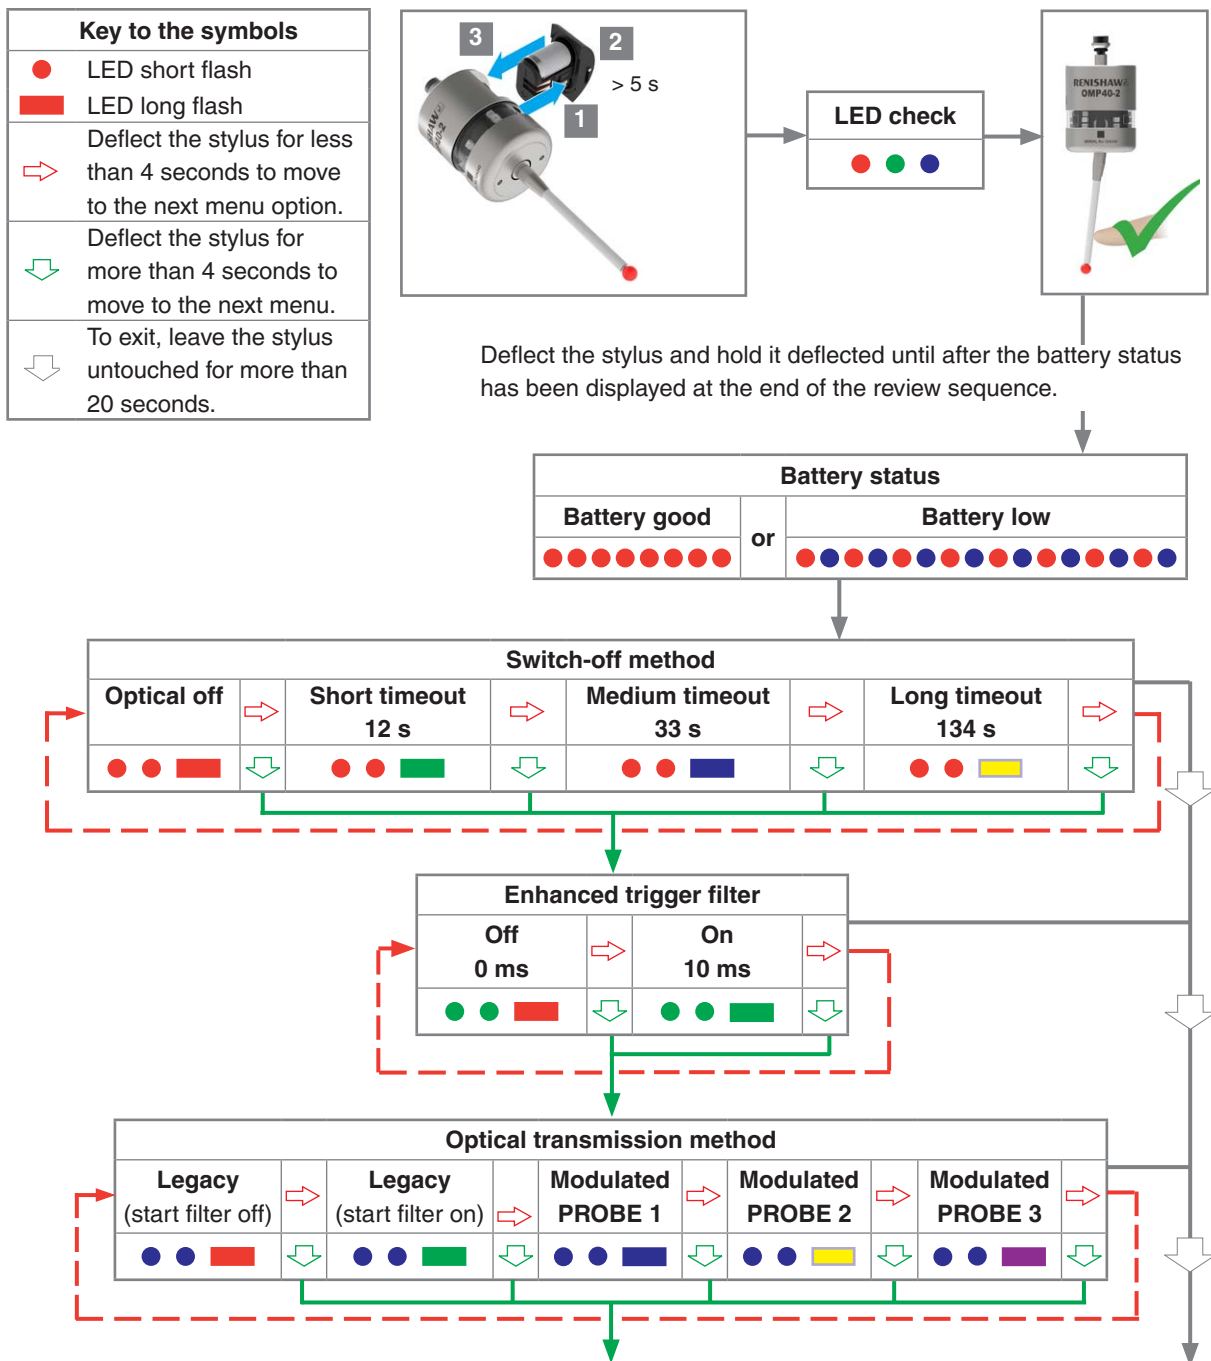 Key to the symbols
LED short flash
LED long flash
Deflect the stylus for less
than 4 seconds to move
to the next menu option.
Deflect the stylus for
more than 4 seconds to
move to the next menu.
To exit, leave the stylus
untouched for more than
20 seconds.
3
2
> 5 s
1
LED check
RENISHAW
OMP40-2
Deflect the stylus and hold it deflected until after the battery status
has been displayed at the end of the review sequence.
Battery status
Battery good
or
Battery low
Switch-off method
Optical off
Short timeout
12 s
Medium timeout
33 s
Long timeout
134 s
Enhanced trigger filter
Off
0 ms
On
10 ms
Optical transmission method
Legacy
(start filter off)
Legacy
(start filter on)
Modulated
PROBE 1
Modulated
PROBE 2
Modulated
PROBE 3